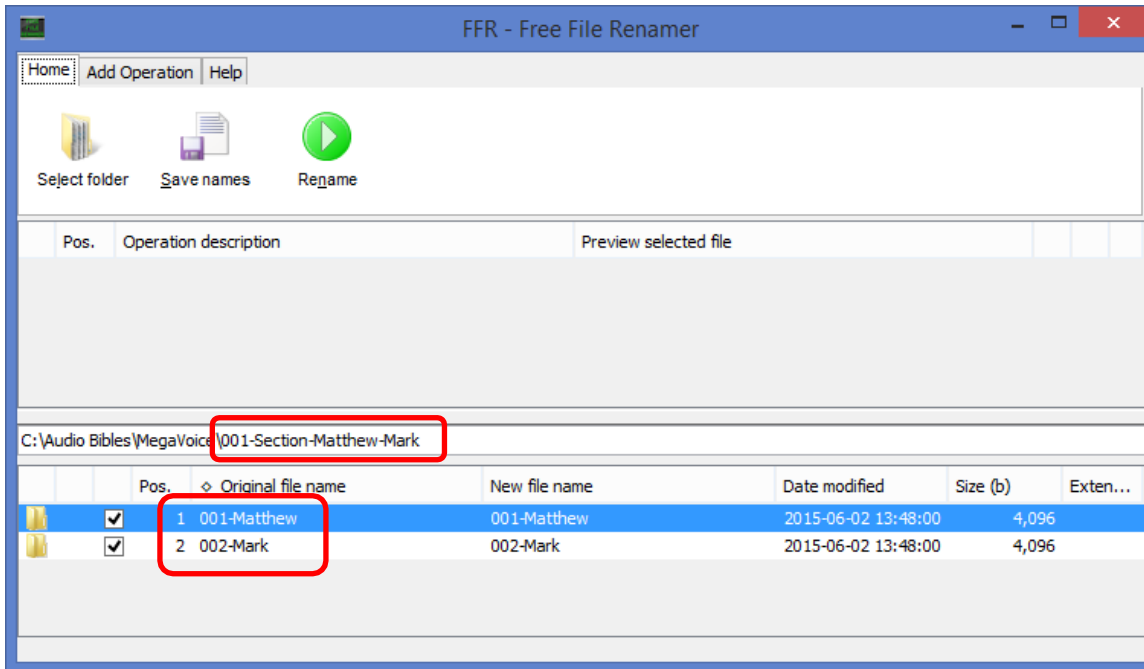 FFR - Free File Renamer
Home Add Operation Help
Select folder Save names Rename
Pos. Operation description Preview selected file
C:\Audio Bibles\MegaVoice\001-Section-Matthew-Mark
Pos. Original file name New file name Date modified Size (b) Exten...
1 001-Matthew 001-Matthew 2015-06-02 13:48:00 4,096
2 002-Mark 002-Mark 2015-06-02 13:48:00 4,096